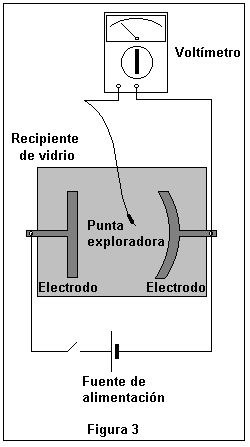 Voltímetro
Recipiente
de vidrio
Punta
exploradora
Electrodo
Electrodo
Fuente de
alimentación
Figura 3